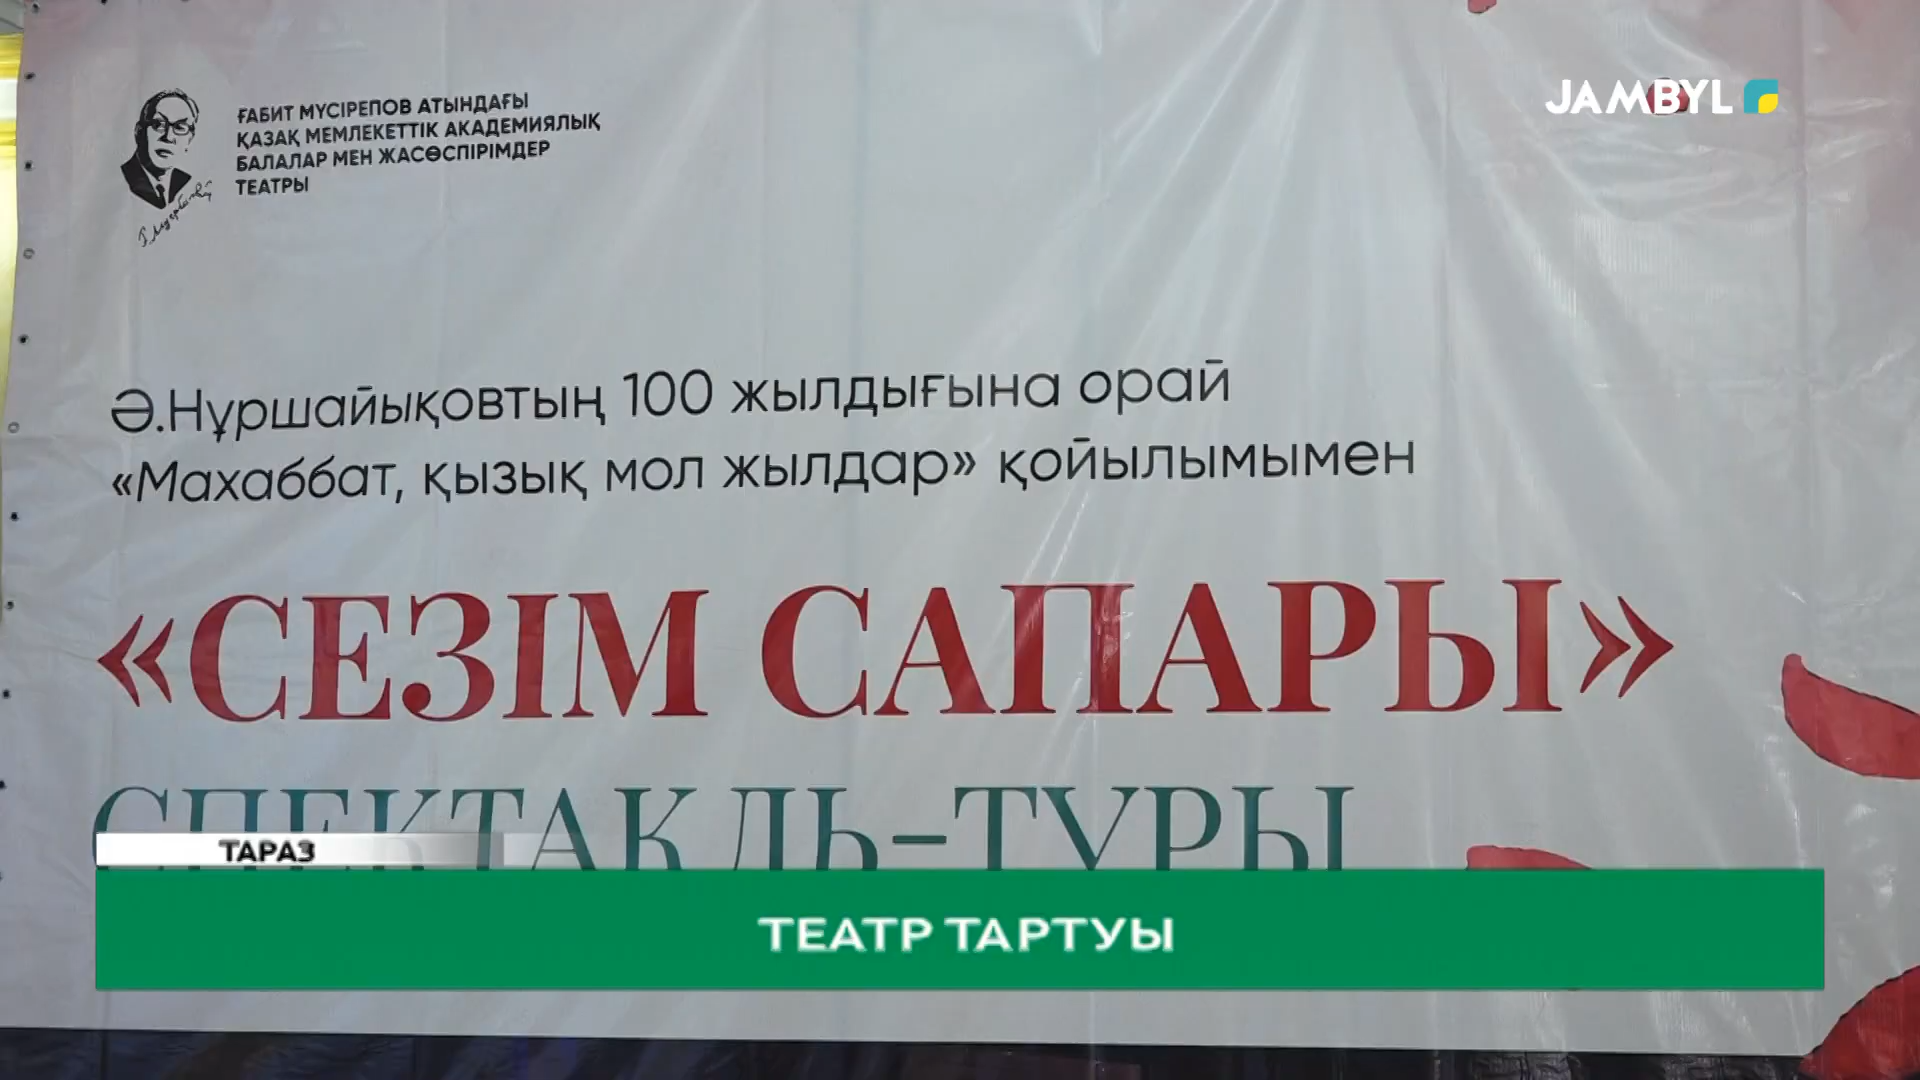 ҒАБИТ МҮСІРЕПОВ АТЫНДАҒЫ
ҚАЗАҚ МЕМЛЕКЕТТІК АКАДЕМИЯЛЫҚ
БАЛАЛАР МЕН ЖАСӨСПІРІМДЕР
ТЕАТРЫ
JAMBYL
Ә.Нұршайықовтың 100 жылдығына орай
«Махаббат, қызық мол жылдар» қойылымымен
«СЕЗІМ САПАРЫ»
СПЕКТАКЛЬ-ТУРЫ
ТАРАЗ
ТЕАТР ТАРТУЫ